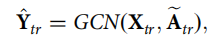 Ŷ_tr = GCN(X_tr, Ã_tr),